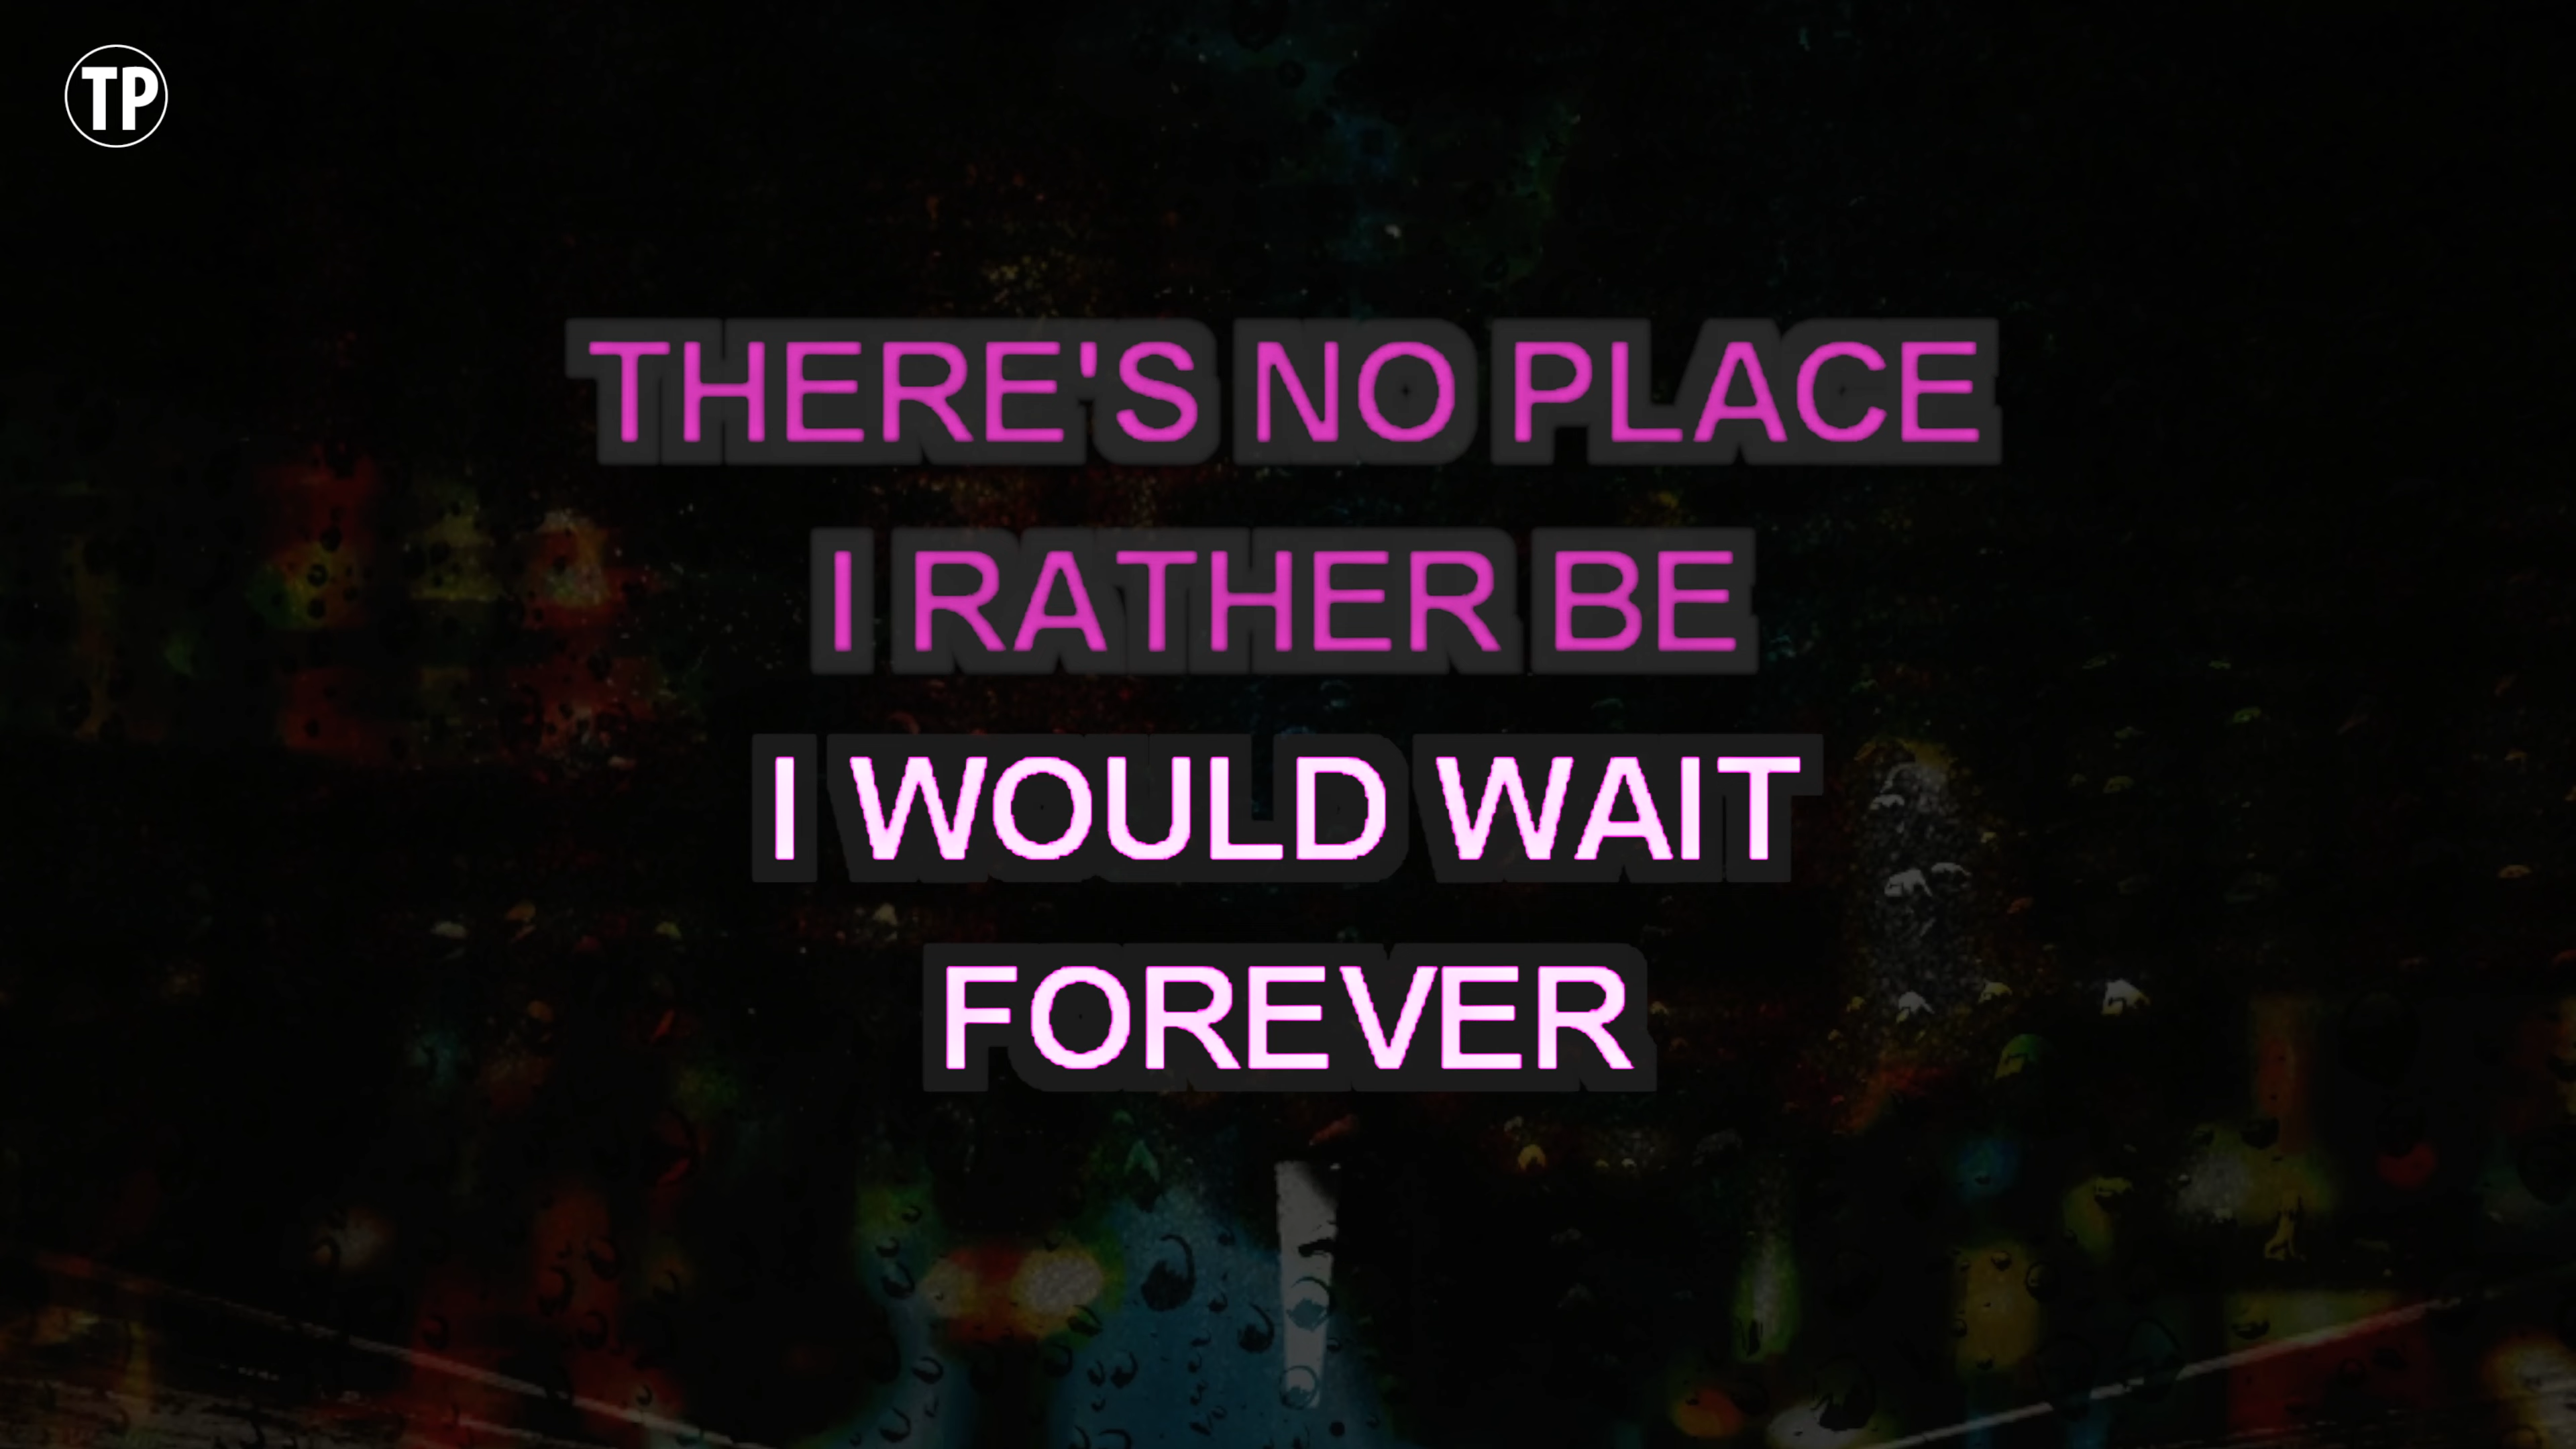 TP
THERE'S NO PLACE
I RATHER BE
I WOULD WAIT
FOREVER